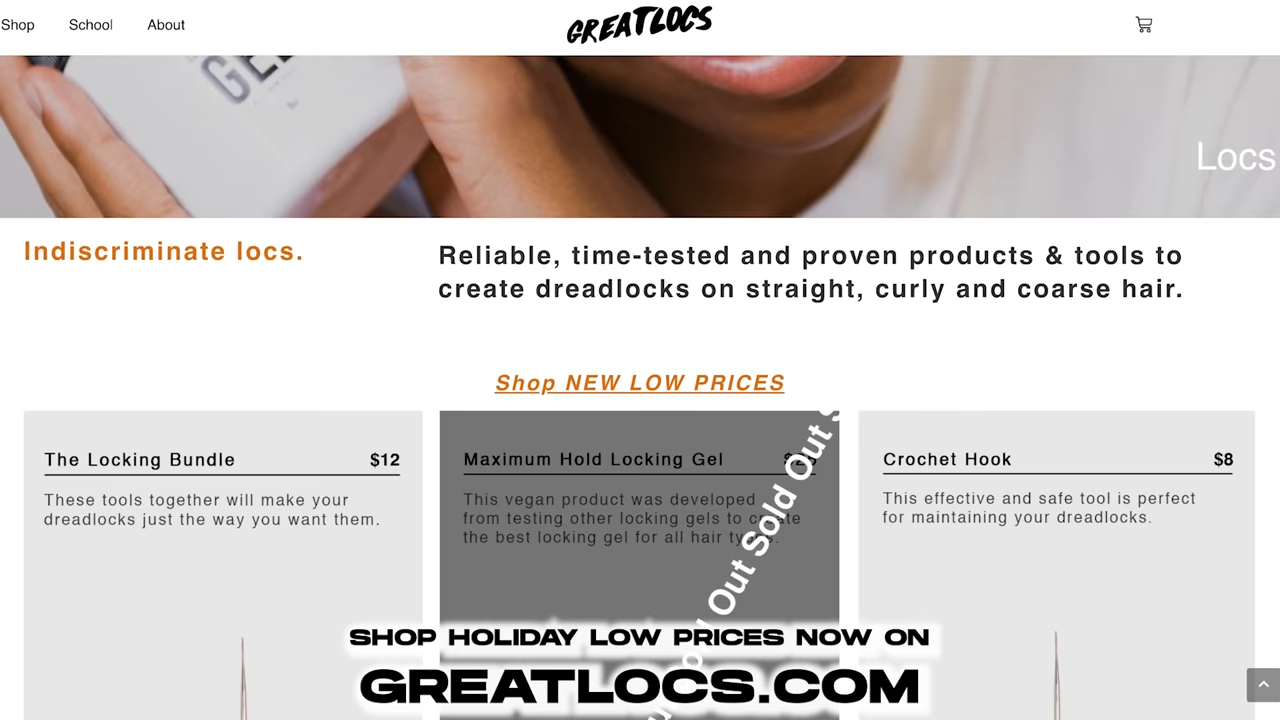 Shop School About
GREATLOCS
GEL
Locs
Indiscriminate locs.
Reliable, time-tested and proven products & tools to
create dreadlocks on straight, curly and coarse hair.
Shop NEW LOW PRICES
The Locking Bundle $12
These tools together will make your
dreadlocks just the way you want them.
Maximum Hold Locking Gel
This vegan product was developed
from testing other locking gels to create
the best locking gel for all hair types.
Sold Out
Out
Crochet Hook $8
This effective and safe tool is perfect
for maintaining your dreadlocks.
SHOP HOLIDAY LOW PRICES NOW ON
GREATLOCS.COM